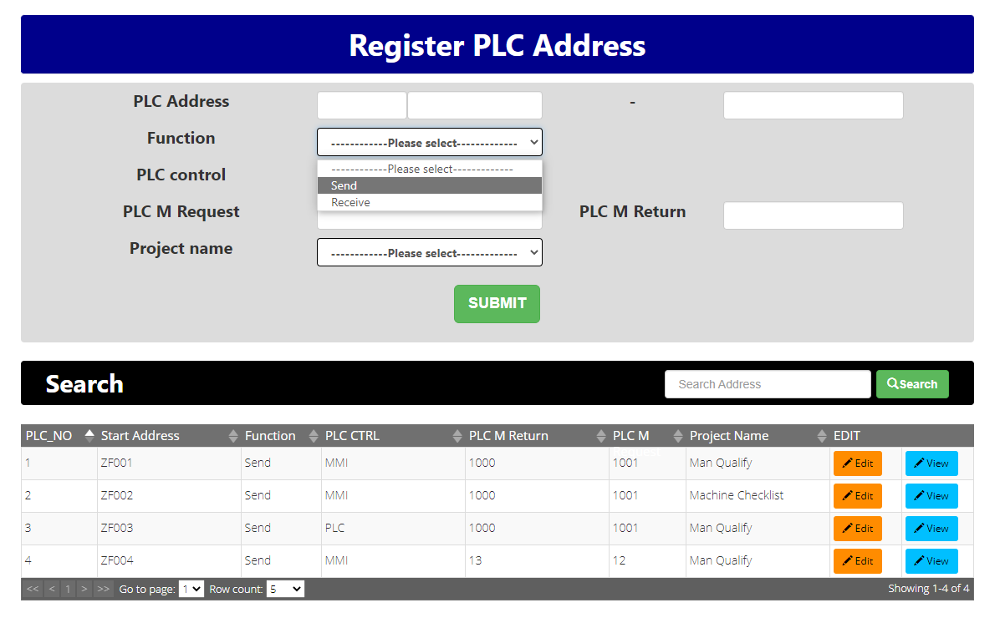 Register PLC Address
PLC Address -
Function ------------Please select-------------
------------Please select-------------
PLC control
Send
Receive
PLC M Request PLC M Return
Project name ------------Please select-------------
SUBMIT
Search Search Address Search
PLC_NO Start Address Function PLC CTRL PLC M Return PLC M Project Name EDIT
1 ZF001 Send MMI 1000 1001 Man Qualify Edit View
2 ZF002 Send MMI 1000 1001 Machine Checklist Edit View
3 ZF003 Send PLC 1000 1001 Man Qualify Edit View
4 ZF004 Send MMI 13 12 Man Qualify Edit View
<< < 1 > >> Go to page: 1 Row count: 5 Showing 1-4 of 4